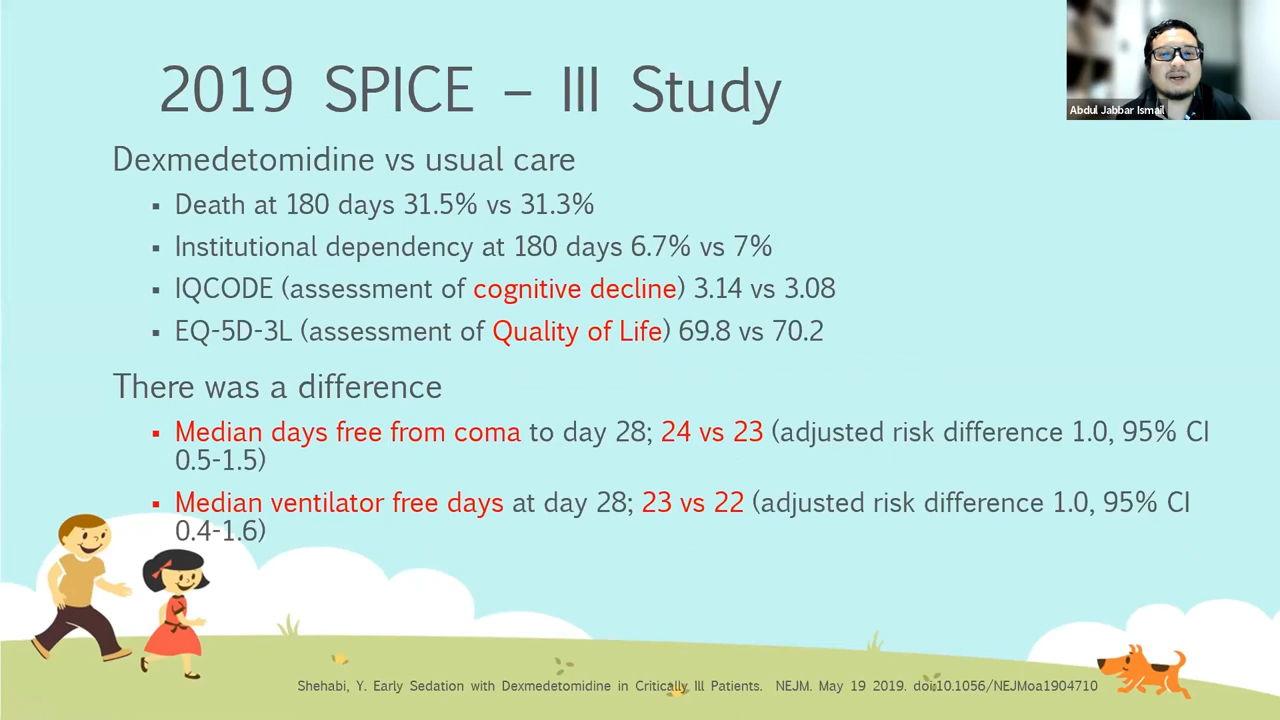 2019 SPICE – III Study
Abdul Jabbar Ismail
Dexmedetomidine vs usual care
▪ Death at 180 days 31.5% vs 31.3%
▪ Institutional dependency at 180 days 6.7% vs 7%
▪ IQCODE (assessment of cognitive decline) 3.14 vs 3.08
▪ EQ-5D-3L (assessment of Quality of Life) 69.8 vs 70.2
There was a difference
▪ Median days free from coma to day 28; 24 vs 23 (adjusted risk difference 1.0, 95% CI
0.5-1.5)
▪ Median ventilator free days at day 28; 23 vs 22 (adjusted risk difference 1.0, 95% CI
0.4-1.6)
Shehabi, Y. Early Sedation with Dexmedetomidine in Critically Ill Patients. NEJM. May 19 2019. doi:10.1056/NEJMoa1904710